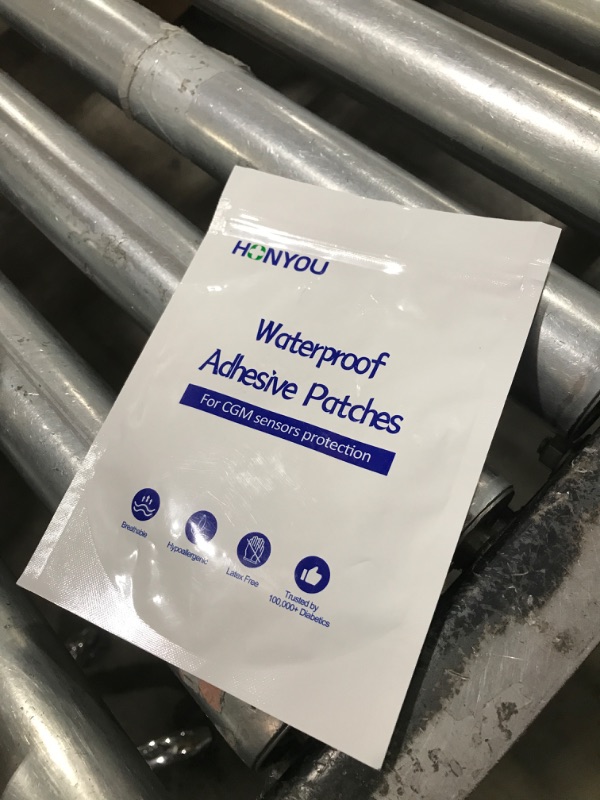 HONYOU
Waterproof
Adhesive Patches
For CGM sensors protection
Breathable
Hypoallergenic
Latex Free
Trusted by
100,000+ Diabetics